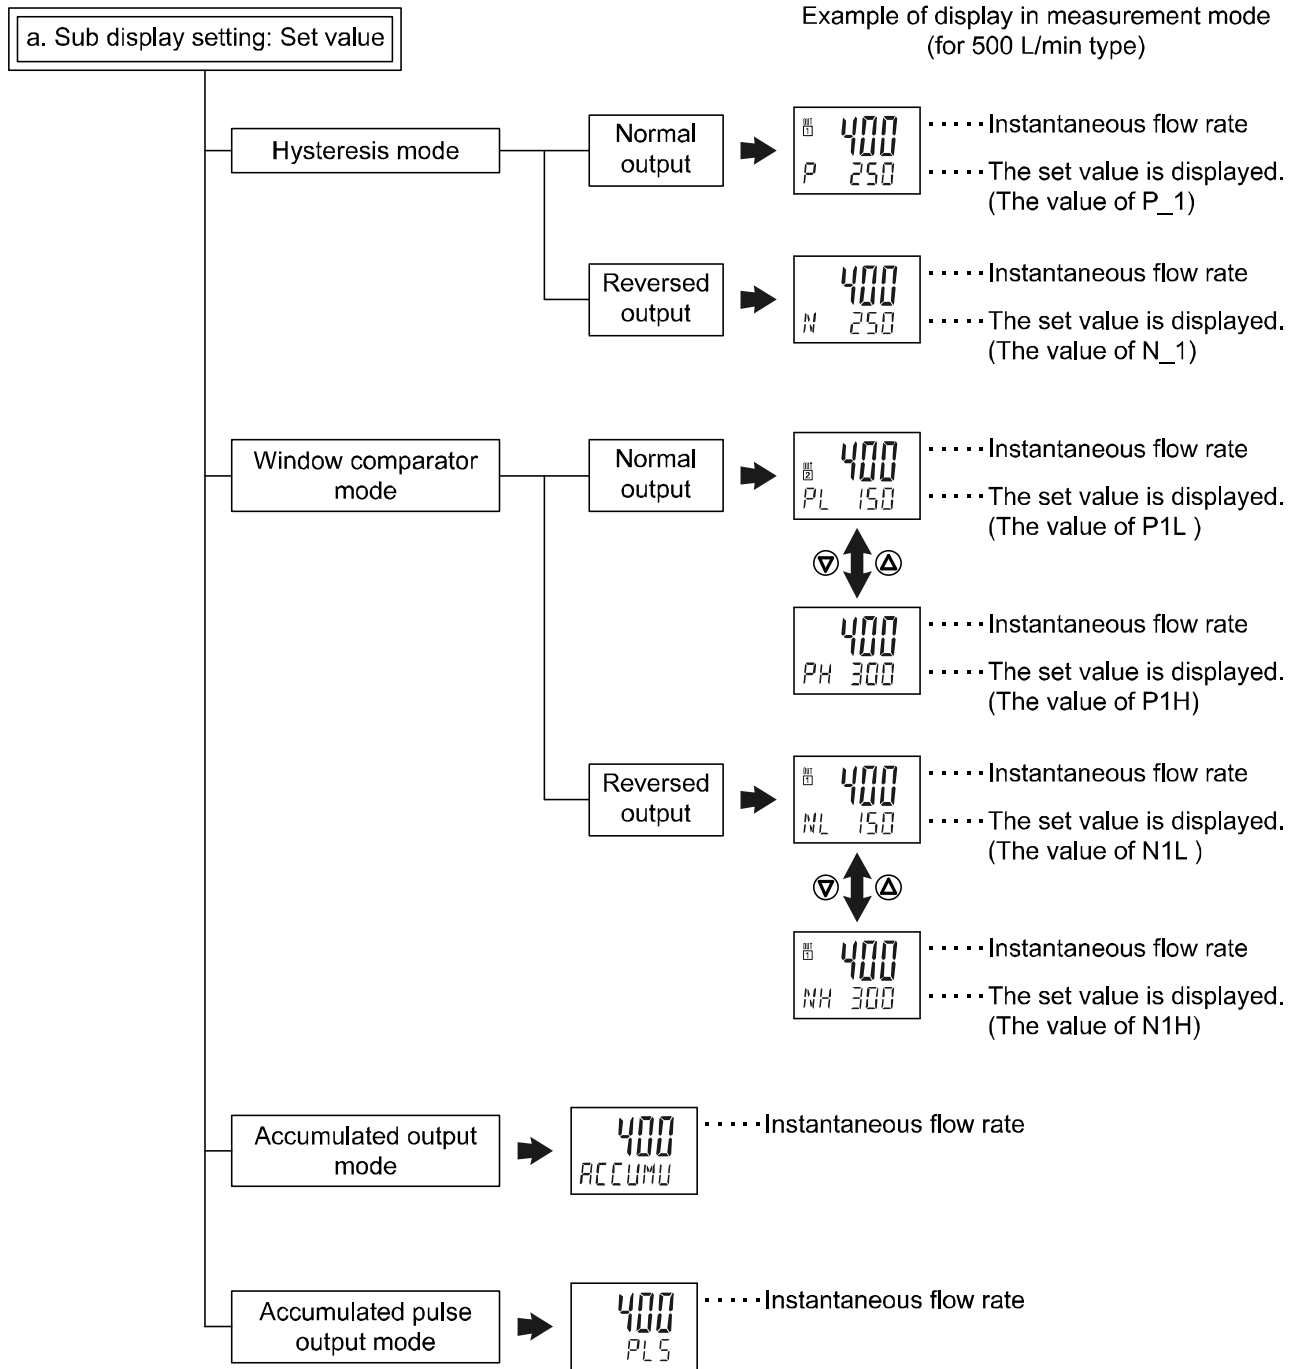 a. Sub display setting: Set value
Example of display in measurement mode
(for 500 L/min type)
Hysteresis mode
Normal
output
OUT
1
400
P 250
Instantaneous flow rate
The set value is displayed.
(The value of P_1)
Reversed
output
400
N 250
Instantaneous flow rate
The set value is displayed.
(The value of N_1)
Window comparator
mode
Normal
output
OUT
2
400
PL 150
Instantaneous flow rate
The set value is displayed.
(The value of P1L )
400
PH 300
Instantaneous flow rate
The set value is displayed.
(The value of P1H)
Reversed
output
OUT
1
400
NL 150
Instantaneous flow rate
The set value is displayed.
(The value of N1L )
OUT
1
400
NH 300
Instantaneous flow rate
The set value is displayed.
(The value of N1H)
Accumulated output
mode
400
ACCUMU
Instantaneous flow rate
Accumulated pulse
output mode
400
PLS
Instantaneous flow rate